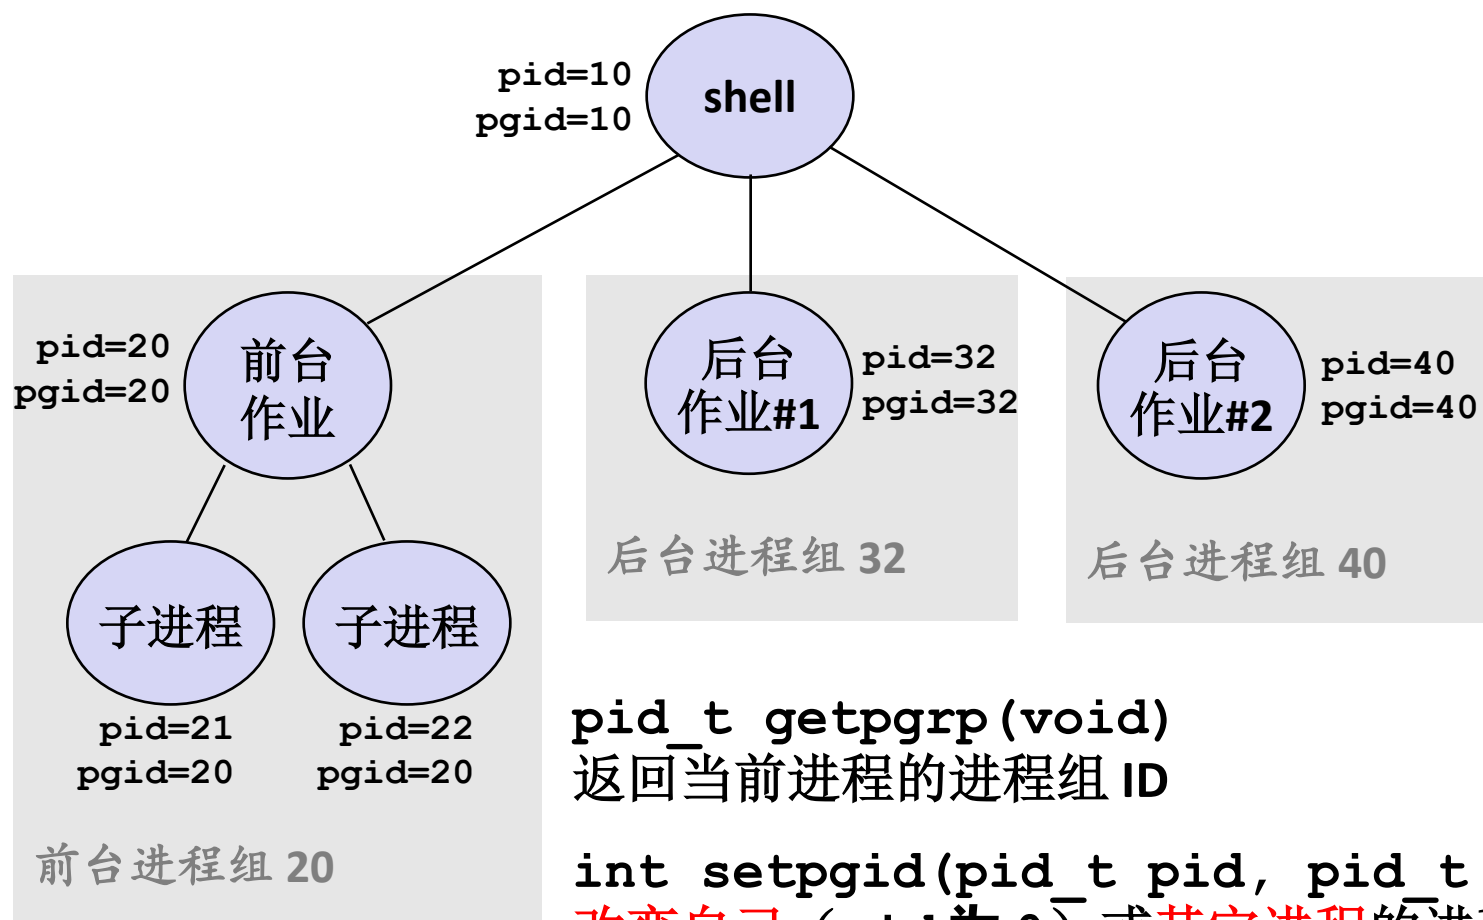 pid=10
pgid=10
shell
pid=20
pgid=20
前台
作业
后台
作业#1
pid=32
pgid=32
后台
作业#2
pid=40
pgid=40
后台进程组 32
后台进程组 40
子进程
子进程
pid=21
pgid=20
pid=22
pgid=20
前台进程组 20
pid_t getpgrp(void)
返回当前进程的进程组 ID
int setpgid(pid_t pid, pid_t